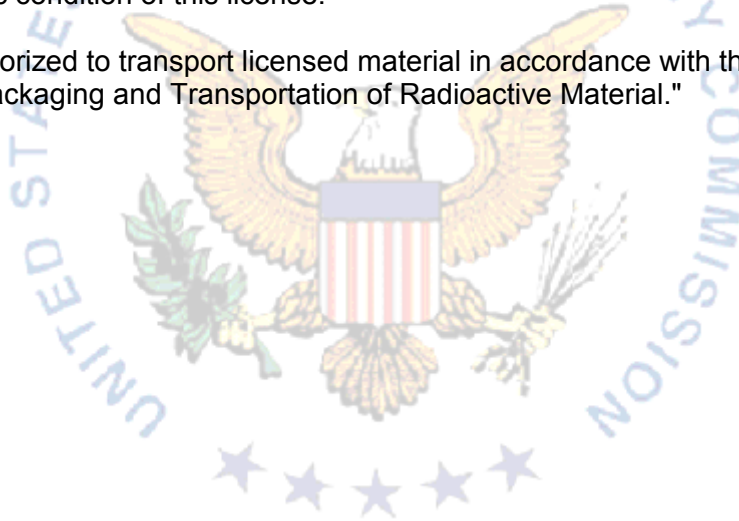 s condition of this license.
orized to transport licensed material in accordance with th
ackaging and Transportation of Radioactive Material."
UNITED STATE
Y COMMISSION